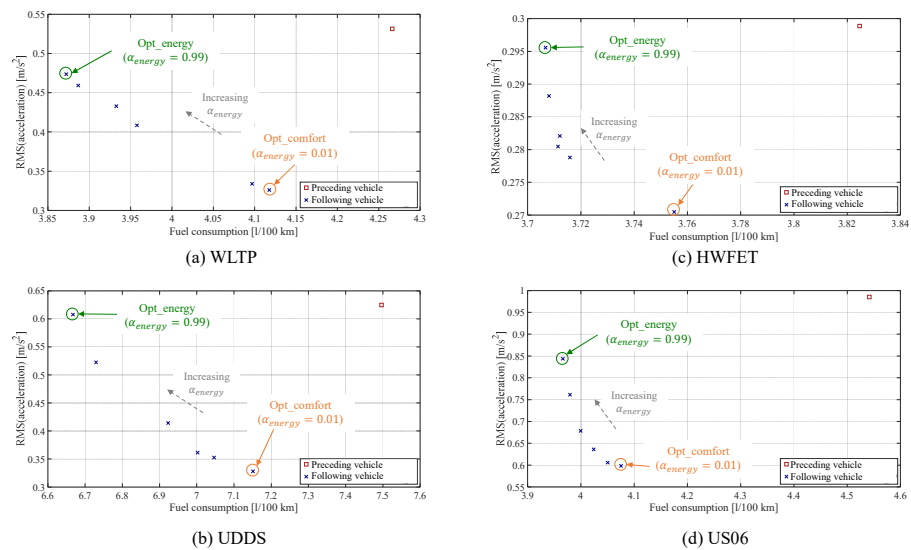 0.55
0.5
0.45
0.4
0.35
0.3
RMS(acceleration) [m/s²]
Opt_energy
(α_energy = 0.99)
Increasing
α_energy
Opt_comfort
(α_energy = 0.01)
Preceding vehicle
Following vehicle
3.85 3.9 3.95 4 4.05 4.1 4.15 4.2 4.25 4.3
Fuel consumption [l/100 km]
(a) WLTP
0.3
0.295
0.29
0.285
0.28
0.275
0.27
RMS(acceleration) [m/s²]
Opt_energy
(α_energy = 0.99)
Increasing
α_energy
Opt_comfort
(α_energy = 0.01)
Preceding vehicle
Following vehicle
3.7 3.72 3.74 3.76 3.78 3.8 3.82 3.84
Fuel consumption [l/100 km]
(c) HWFET
0.65
0.6
0.55
0.5
0.45
0.4
0.35
0.3
RMS(acceleration) [m/s²]
Opt_energy
(α_energy = 0.99)
Increasing
α_energy
Opt_comfort
(α_energy = 0.01)
Preceding vehicle
Following vehicle
6.6 6.7 6.8 6.9 7 7.1 7.2 7.3 7.4 7.5 7.6
Fuel consumption [l/100 km]
(b) UDDS
1
0.95
0.9
0.85
0.8
0.75
0.7
0.65
0.6
0.55
RMS(acceleration) [m/s²]
Opt_energy
(α_energy = 0.99)
Increasing
α_energy
Opt_comfort
(α_energy = 0.01)
Preceding vehicle
Following vehicle
3.9 4 4.1 4.2 4.3 4.4 4.5 4.6
Fuel consumption [l/100 km]
(d) US06